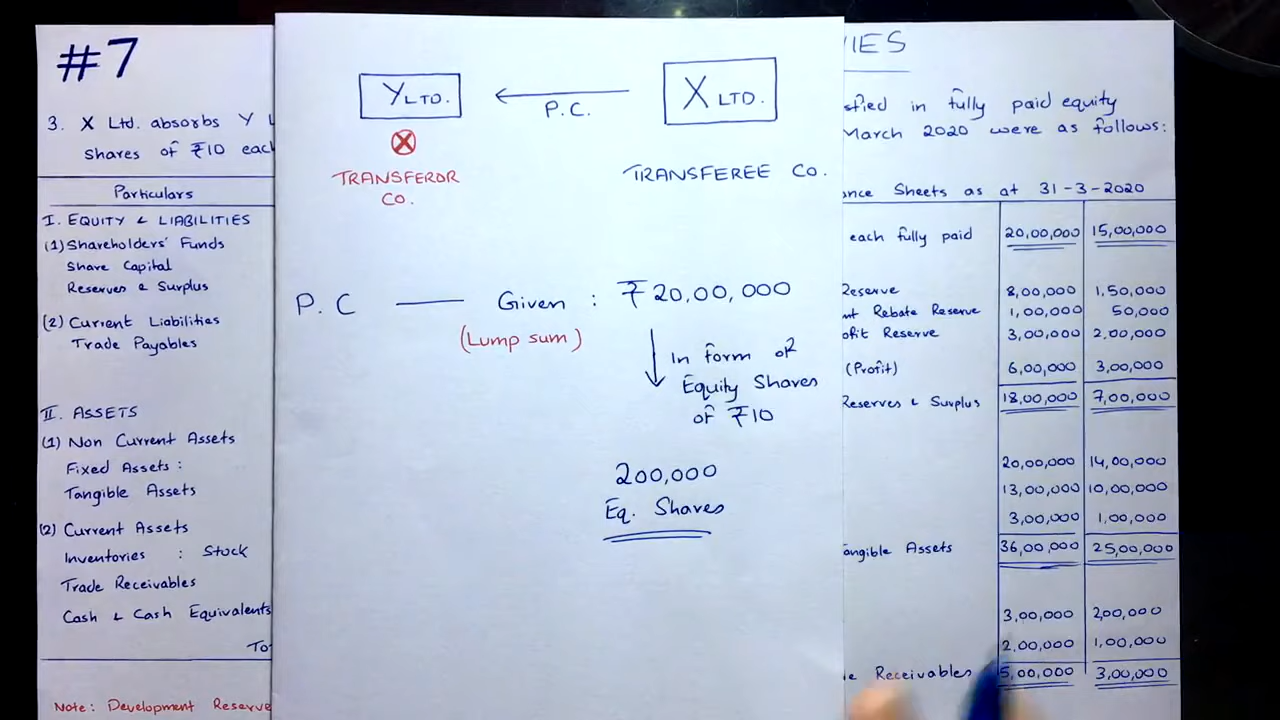 #7
3. X Ltd. absorbs Y L
shares of ₹10 each
Particulars
I. EQUITY & LIABILITIES
(1) Shareholders' Funds
Share Capital
Reserves & Surplus
(2) Current Liabilities
Trade Payables
II. ASSETS
(1) Non Current Assets
Fixed Assets :
Tangible Assets
(2) Current Assets
Inventories : Stock
Trade Receivables
Cash & Cash Equivalents
To
Note: Development Reserve
Y LTD.
P.C.
X LTD.
TRANSFEROR
CO.
TRANSFEREE CO.
P.C — Given : ₹20,00,000
(Lump sum)
In form of
Equity Shares
of ₹10
200,000
Eq. Shares
IES
sfied in fully paid equity
March 2020 were as follows:
nce Sheets as at 31-3-2020
each fully paid 20,00,000 15,00,000
Reserve 8,00,000 1,50,000
nt Rebate Reserve 1,00,000 50,000
ofit Reserve 3,00,000 2,00,000
(Profit) 6,00,000 3,00,000
Reserves & Surplus 18,00,000 7,00,000
20,00,000 14,00,000
13,00,000 10,00,000
3,00,000 1,00,000
angible Assets 36,00,000 25,00,000
3,00,000 200,000
2,00,000 1,00,000
e Receivables 5,00,000 3,00,000